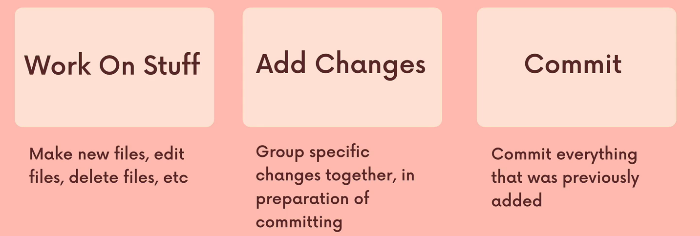 Work On Stuff
Make new files, edit
files, delete files, etc
Add Changes
Group specific
changes together, in
preparation of
committing
Commit
Commit everything
that was previously
added